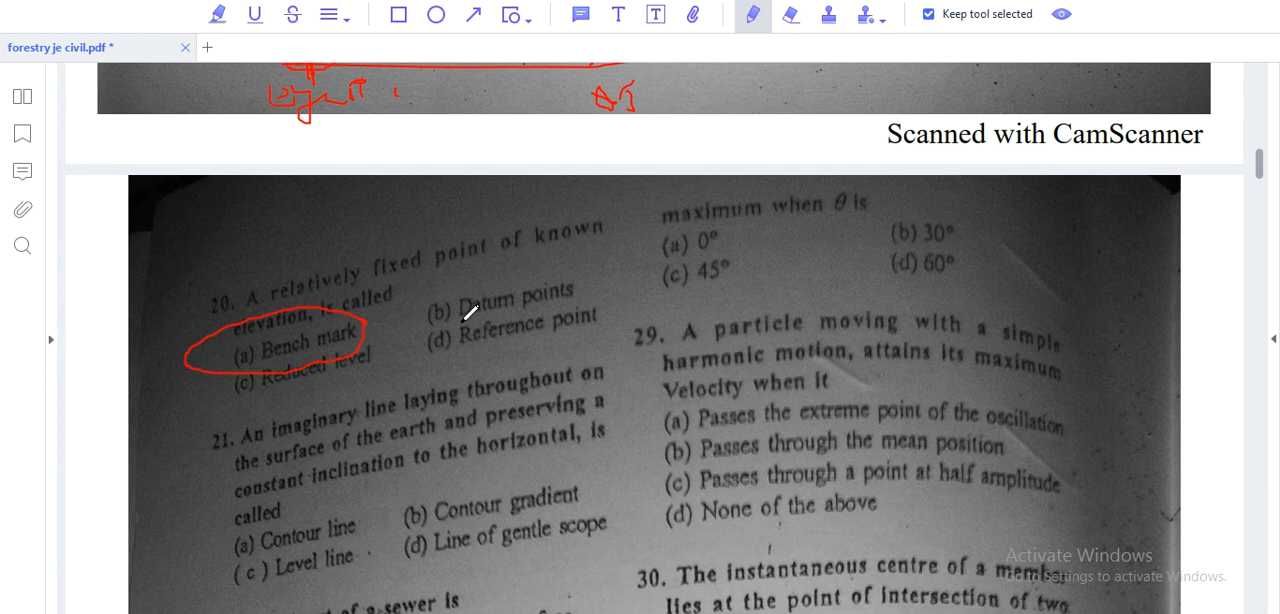 Keep tool selected
forestry je civil.pdf *
Scanned with CamScanner
20. A relatively fixed point of known
elevation, is called
(a) Bench mark
(b) Datum points
(c) Reduced level
(d) Reference point
21. An imaginary line laying throughout on
the surface of the earth and preserving a
constant inclination to the horizontal, is
called
(a) Contour line
(b) Contour gradient
( c ) Level line
(d) Line of gentle scope
of a sewer is
maximum when θ is
(a) 0°
(b) 30°
(c) 45°
(d) 60°
29. A particle moving with a simple
harmonic motion, attains its maximum
Velocity when it
(a) Passes the extreme point of the oscillation
(b) Passes through the mean position
(c) Passes through a point at half amplitude
(d) None of the above
30. The instantaneous centre of a
lies at the point of intersection of two
Activate Windows
Go to Settings to activate Windows.